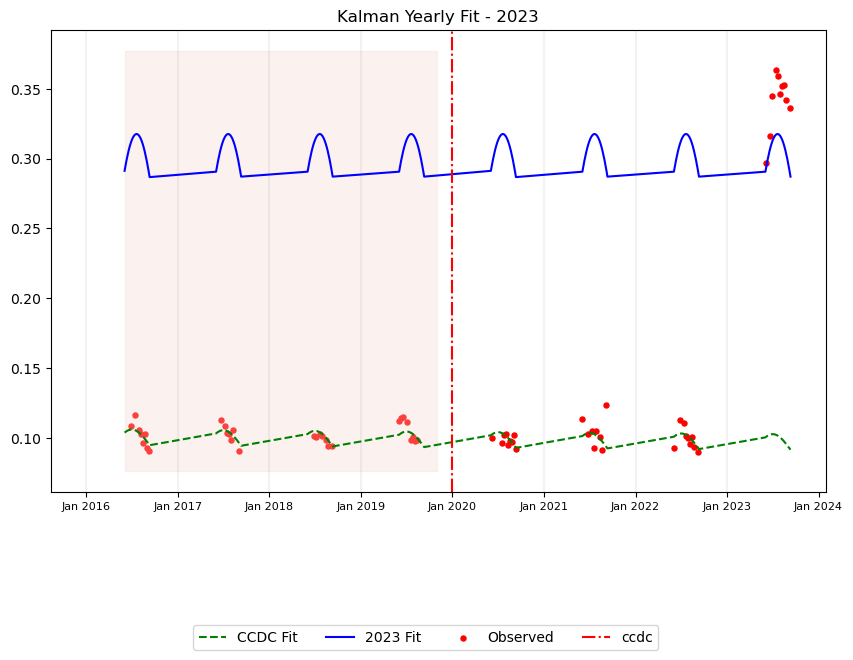 Kalman Yearly Fit - 2023
0.35
0.30
0.25
0.20
0.15
0.10
Jan 2016 Jan 2017 Jan 2018 Jan 2019 Jan 2020 Jan 2021 Jan 2022 Jan 2023 Jan 2024
CCDC Fit 2023 Fit Observed ccdc